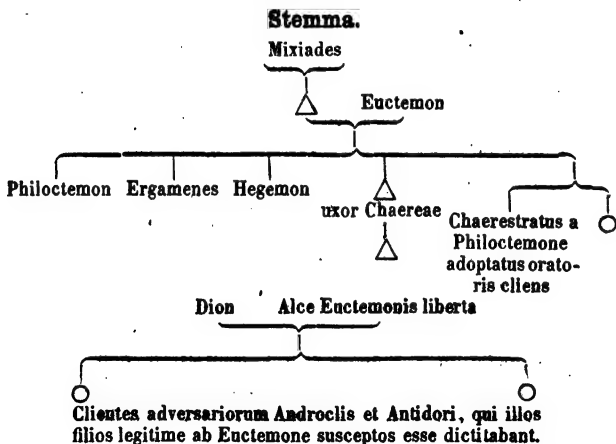 Stemma.
Mixiades
Euctemon
Philoctemon Ergamenes Hegemon
uxor Chaereae
Chaerestratus a
Philoctemone
adoptatus orato-
ris cliens
Dion Alce Euctemonis liberta
Clientes adversariorum Androclis et Antidori, qui illos
filios legitime ab Euctemone susceptos esse dictitabant.